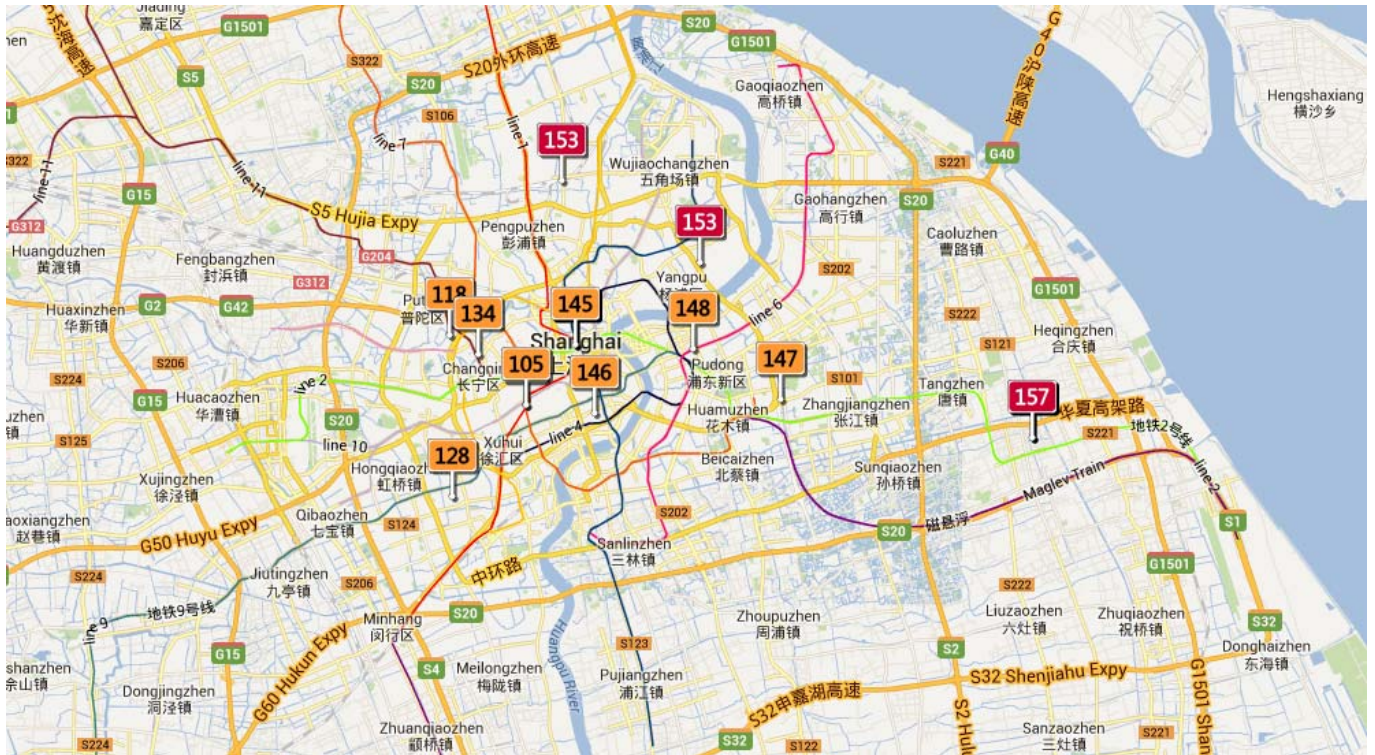 Jiading
嘉定区
G1501
S20
G1501
G40沪陕高速
S322
S20外环高速
S5
S20
Gaoqiaozhen
高桥镇
Hengshaxiang
横沙乡
S106
line-1
153
line 7
Wujiaochangzhen
五角场镇
S221
G40
S322
line-11
line-11
G15
Gaohangzhen
高行镇
S20
S5 Hujia Expy
153
G312
Pengpuzhen
彭浦镇
Caoluzhen
曹路镇
Huangduzhen
黄渡镇
Fengbangzhen
封浜镇
G204
G312
Yangpu
S202
G1501
Huaxinzhen
华新镇
G2
G42
118
普陀区
134
145
148
line 6
S222
Heqingzhen
合庆镇
Shanghai
S121
S206
105
146
Pudong
浦东新区
147
长宁区
S224
line 2
S101
Tangzhen
唐镇
G15
Huacaozhen
华漕镇
S20
Zhangjiangzhen
张江镇
157
华夏高架路
Huamuzhen
花木镇
line-4
S125
line 10
Xuhui
徐汇区
128
S221
地铁2号线
虹桥镇
Beicaizhen
北蔡镇
Sunqiaozhen
孙桥镇
line-2
Xujingzhen
徐泾镇
Maglev-Train
Qibaozhen
七宝镇
S124
S202
磁悬浮
S20
S1
赵巷镇
G50 Huyu Expy
Sanlinzhen
三林镇
中环路
S224
Jiutingzhen
九亭镇
S206
G1501
S222
地铁9号线
line 9
Minhang
闵行区
S20
Zhoupuzhen
周浦镇
Liuzaozhen
六灶镇
Zhuqiaozhen
祝桥镇
S32
G15
Huangpu River
S123
S2
Donghaizhen
东海镇
G60 Hukun Expy
S4
Meilongzhen
梅陇镇
Pujiangzhen
浦江镇
S32 Shenjiahu Expy
Dongjingzhen
洞泾镇
S32申嘉湖高速
Zhuanqiaozhen
颛桥镇
Sanzaozhen
三灶镇
S224
S32
S122